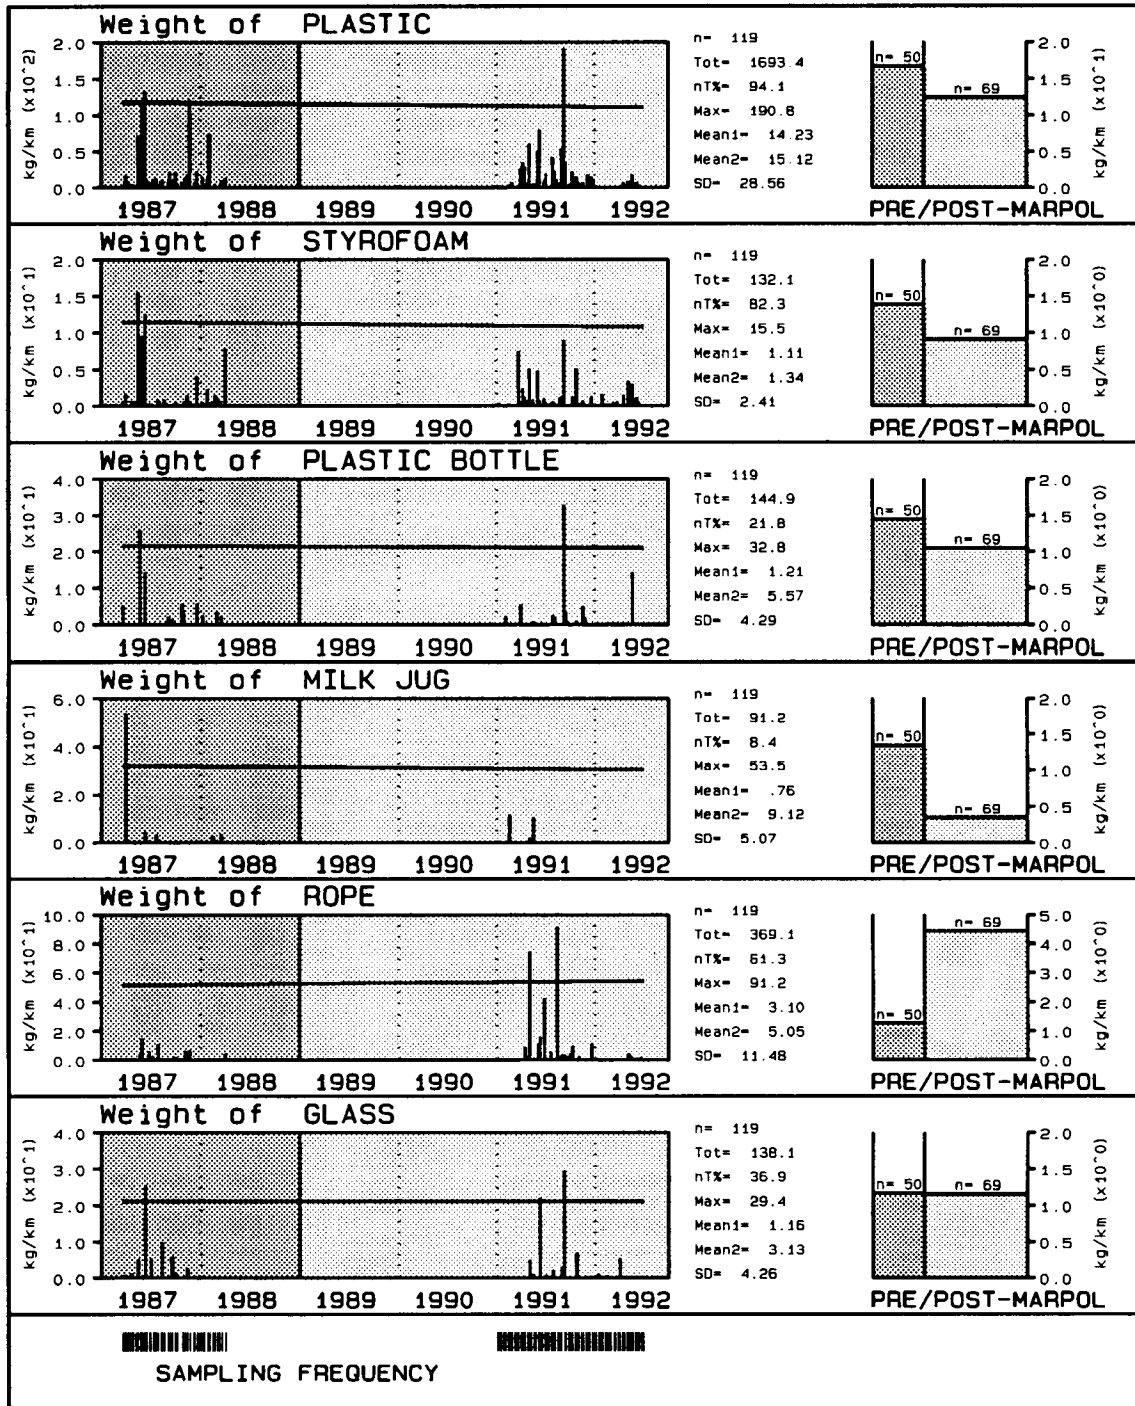 Weight of PLASTIC
kg/km (x10^2)
2.0
1.5
1.0
0.5
0.0
1987 1988 1989 1990 1991 1992
n= 119
Tot= 1693.4
nT%= 94.1
Max= 190.8
Mean1= 14.23
Mean2= 15.12
SD= 28.56
n= 50
n= 69
2.0
1.5
1.0
0.5
0.0
kg/km (x10^1)
PRE/POST-MARPOL
Weight of STYROFOAM
kg/km (x10^1)
2.0
1.5
1.0
0.5
0.0
1987 1988 1989 1990 1991 1992
n= 119
Tot= 132.1
nT%= 82.3
Max= 15.5
Mean1= 1.11
Mean2= 1.34
SD= 2.41
n= 50
n= 69
2.0
1.5
1.0
0.5
0.0
kg/km (x10^0)
PRE/POST-MARPOL
Weight of PLASTIC BOTTLE
kg/km (x10^1)
4.0
3.0
2.0
1.0
0.0
1987 1988 1989 1990 1991 1992
n= 119
Tot= 144.9
nT%= 21.8
Max= 32.8
Mean1= 1.21
Mean2= 5.57
SD= 4.29
n= 50
n= 69
2.0
1.5
1.0
0.5
0.0
kg/km (x10^0)
PRE/POST-MARPOL
Weight of MILK JUG
kg/km (x10^1)
6.0
4.0
2.0
0.0
1987 1988 1989 1990 1991 1992
n= 119
Tot= 91.2
nT%= 8.4
Max= 53.5
Mean1= .76
Mean2= 9.12
SD= 5.07
n= 50
n= 69
2.0
1.5
1.0
0.5
0.0
kg/km (x10^0)
PRE/POST-MARPOL
Weight of ROPE
kg/km (x10^1)
10.0
8.0
6.0
4.0
2.0
0.0
1987 1988 1989 1990 1991 1992
n= 119
Tot= 369.1
nT%= 61.3
Max= 91.2
Mean1= 3.10
Mean2= 5.05
SD= 11.48
n= 50
n= 69
5.0
4.0
3.0
2.0
1.0
0.0
kg/km (x10^0)
PRE/POST-MARPOL
Weight of GLASS
kg/km (x10^1)
4.0
3.0
2.0
1.0
0.0
1987 1988 1989 1990 1991 1992
n= 119
Tot= 138.1
nT%= 36.9
Max= 29.4
Mean1= 1.16
Mean2= 3.13
SD= 4.26
n= 50
n= 69
2.0
1.5
1.0
0.5
0.0
kg/km (x10^0)
PRE/POST-MARPOL
SAMPLING FREQUENCY